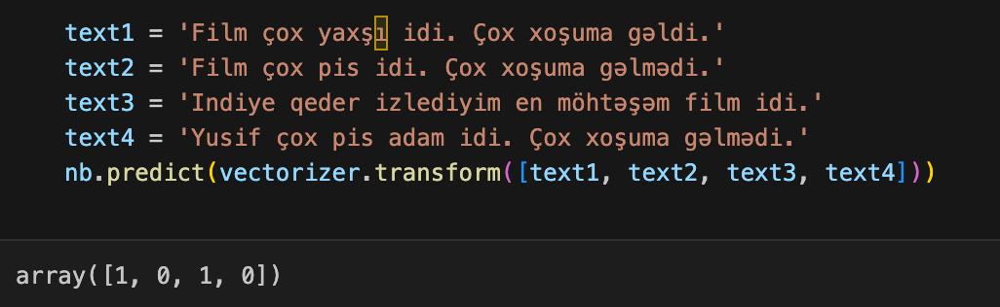 text1 = 'Film çox yaxşı idi. Çox xoşuma gəldi.'
text2 = 'Film çox pis idi. Çox xoşuma gəlmədi.'
text3 = 'Indiye qeder izlediyim en möhtəşəm film idi.'
text4 = 'Yusif çox pis adam idi. Çox xoşuma gəlmədi.'
nb.predict(vectorizer.transform([text1, text2, text3, text4]))
array([1, 0, 1, 0])